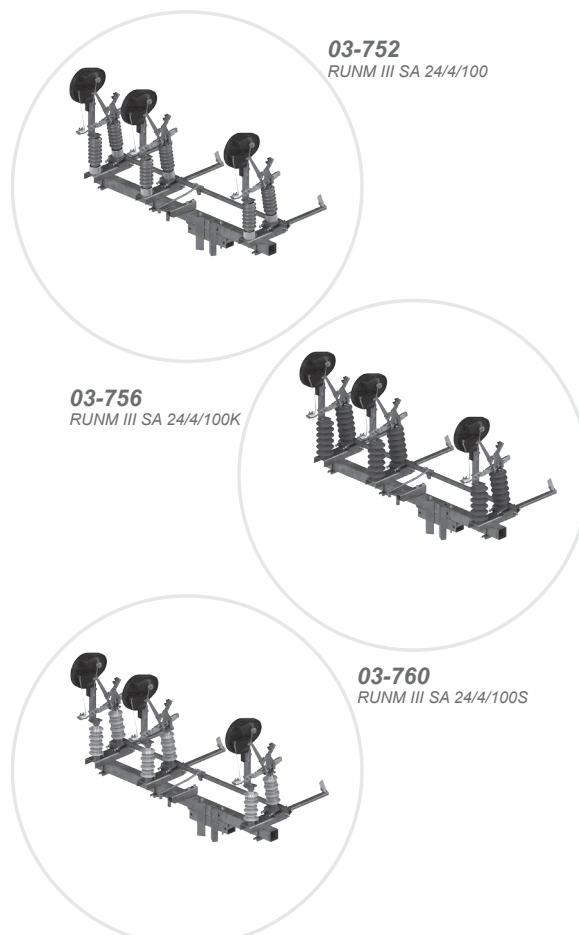 03-752
RUNM III SA 24/4/100
03-756
RUNM III SA 24/4/100K
03-760
RUNM III SA 24/4/100S